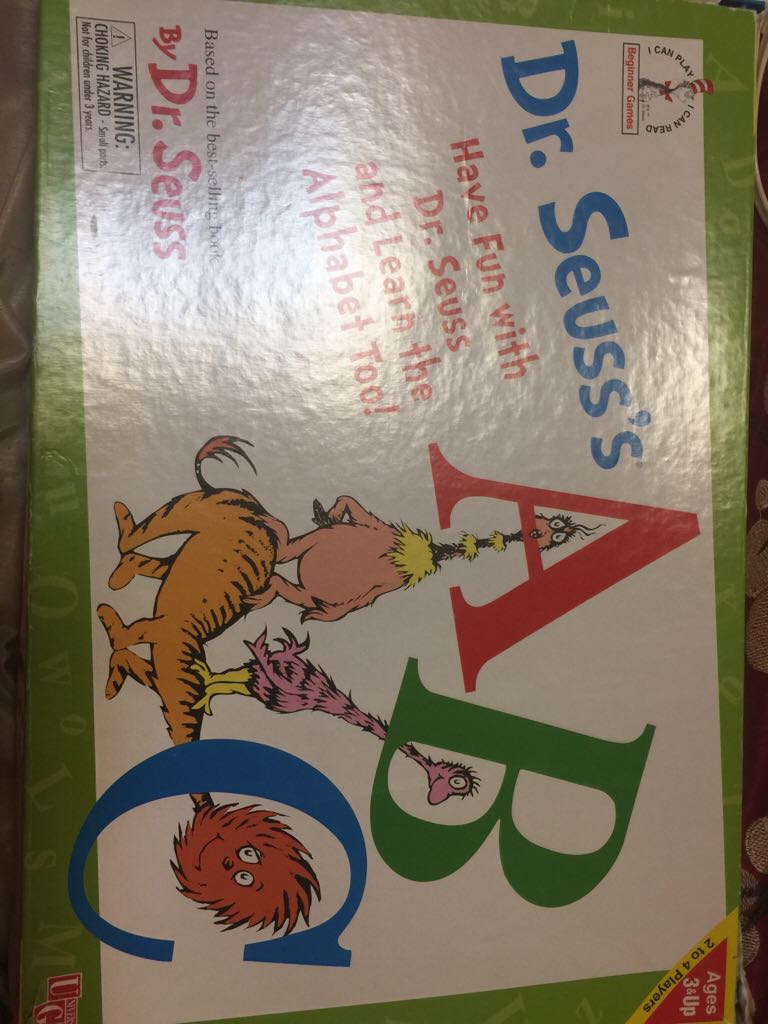 I CAN PLAY
I CAN READ
Beginner Games
Dr. Seuss's
ABC
Have Fun with
Dr. Seuss
and Learn the
Alphabet Too!
Based on the best-selling book
By Dr. Seuss
WARNING:
CHOKING HAZARD - Small parts.
Not for children under 3 years.
Ages
3 & Up
2 to 4 Players